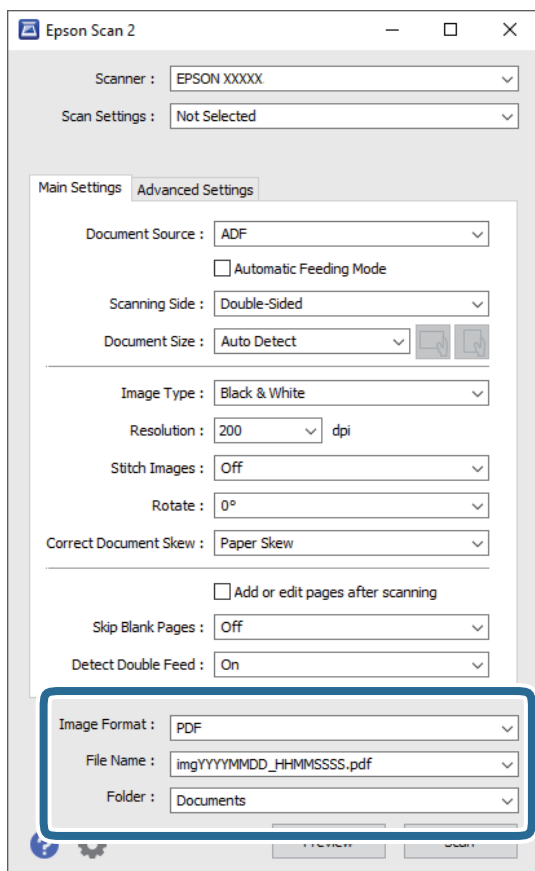 Epson Scan 2
Scanner : EPSON XXXXX
Scan Settings : Not Selected
Main Settings Advanced Settings
Document Source : ADF
Automatic Feeding Mode
Scanning Side : Double-Sided
Document Size : Auto Detect
Image Type : Black & White
Resolution : 200 dpi
Stitch Images : Off
Rotate : 0°
Correct Document Skew : Paper Skew
Add or edit pages after scanning
Skip Blank Pages : Off
Detect Double Feed : On
Image Format : PDF
File Name : imgYYYYMMDD_HHMMSSSS.pdf
Folder : Documents
? Preview Scan